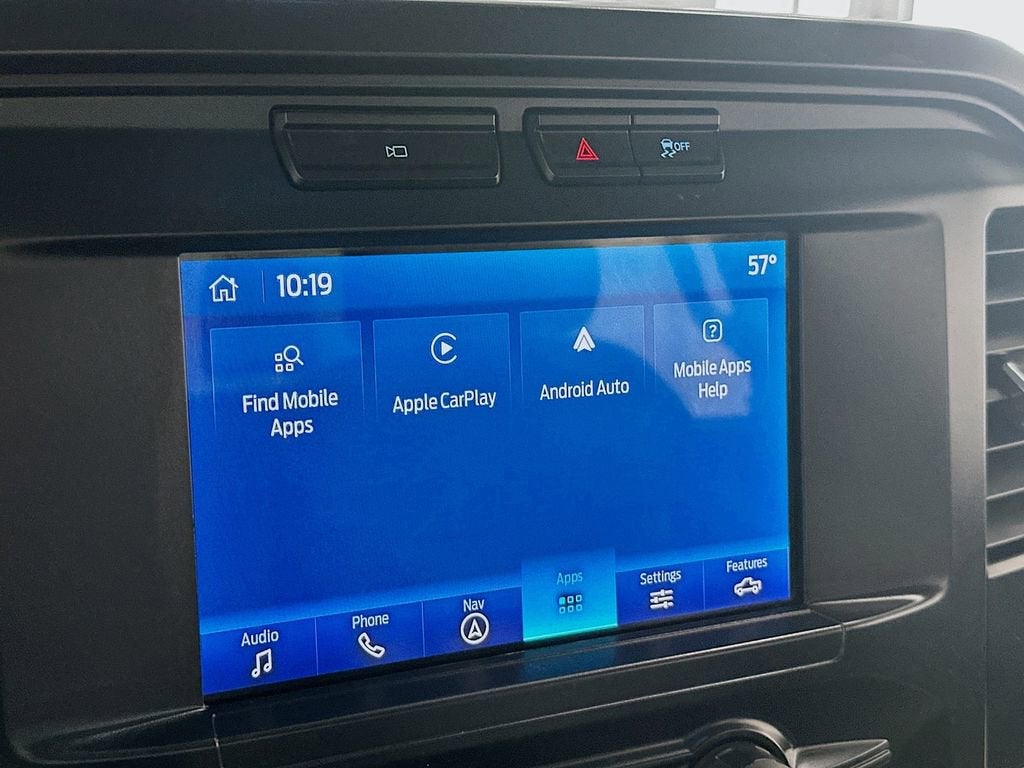 OFF
10:19
57°
Find Mobile
Apps
Apple CarPlay
Android Auto
Mobile Apps
Help
Audio
Phone
Nav
Apps
Settings
Features